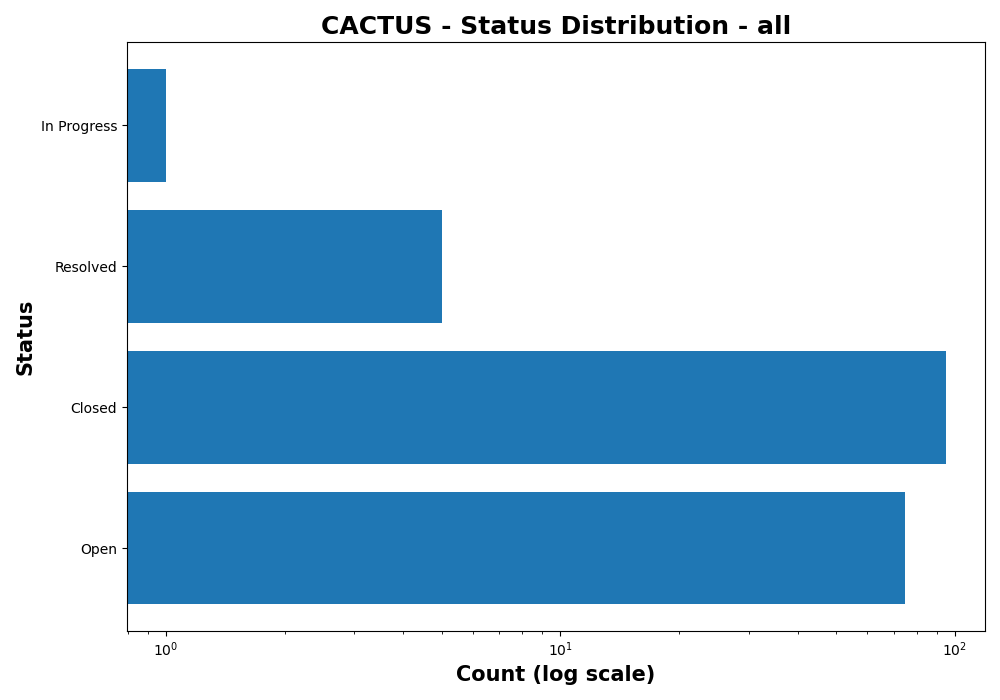 CACTUS - Status Distribution - all
In Progress
Resolved
Closed
Open
Status
10⁰
10¹
10²
Count (log scale)